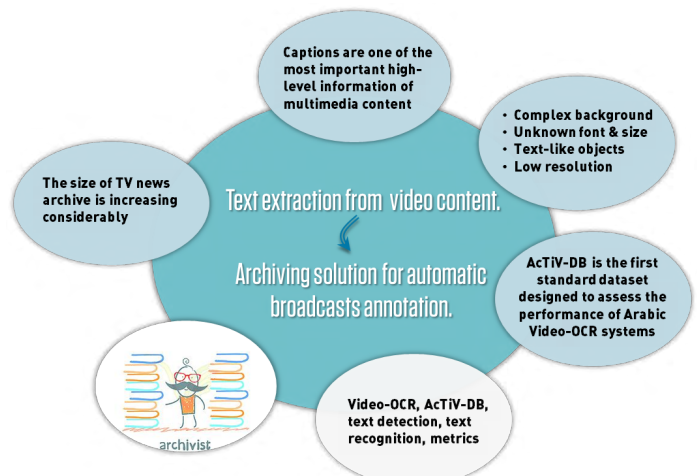 Captions are one of the
most important high-
level information of
multimedia content
• Complex background
• Unknown font & size
• Text-like objects
• Low resolution
The size of TV news
archive is increasing
considerably
Text extraction from video content.
Archiving solution for automatic
broadcasts annotation.
AcTiV-DB is the first
standard dataset
designed to assess the
performance of Arabic
Video-OCR systems
archivist
Video-OCR, AcTiV-DB,
text detection, text
recognition, metrics